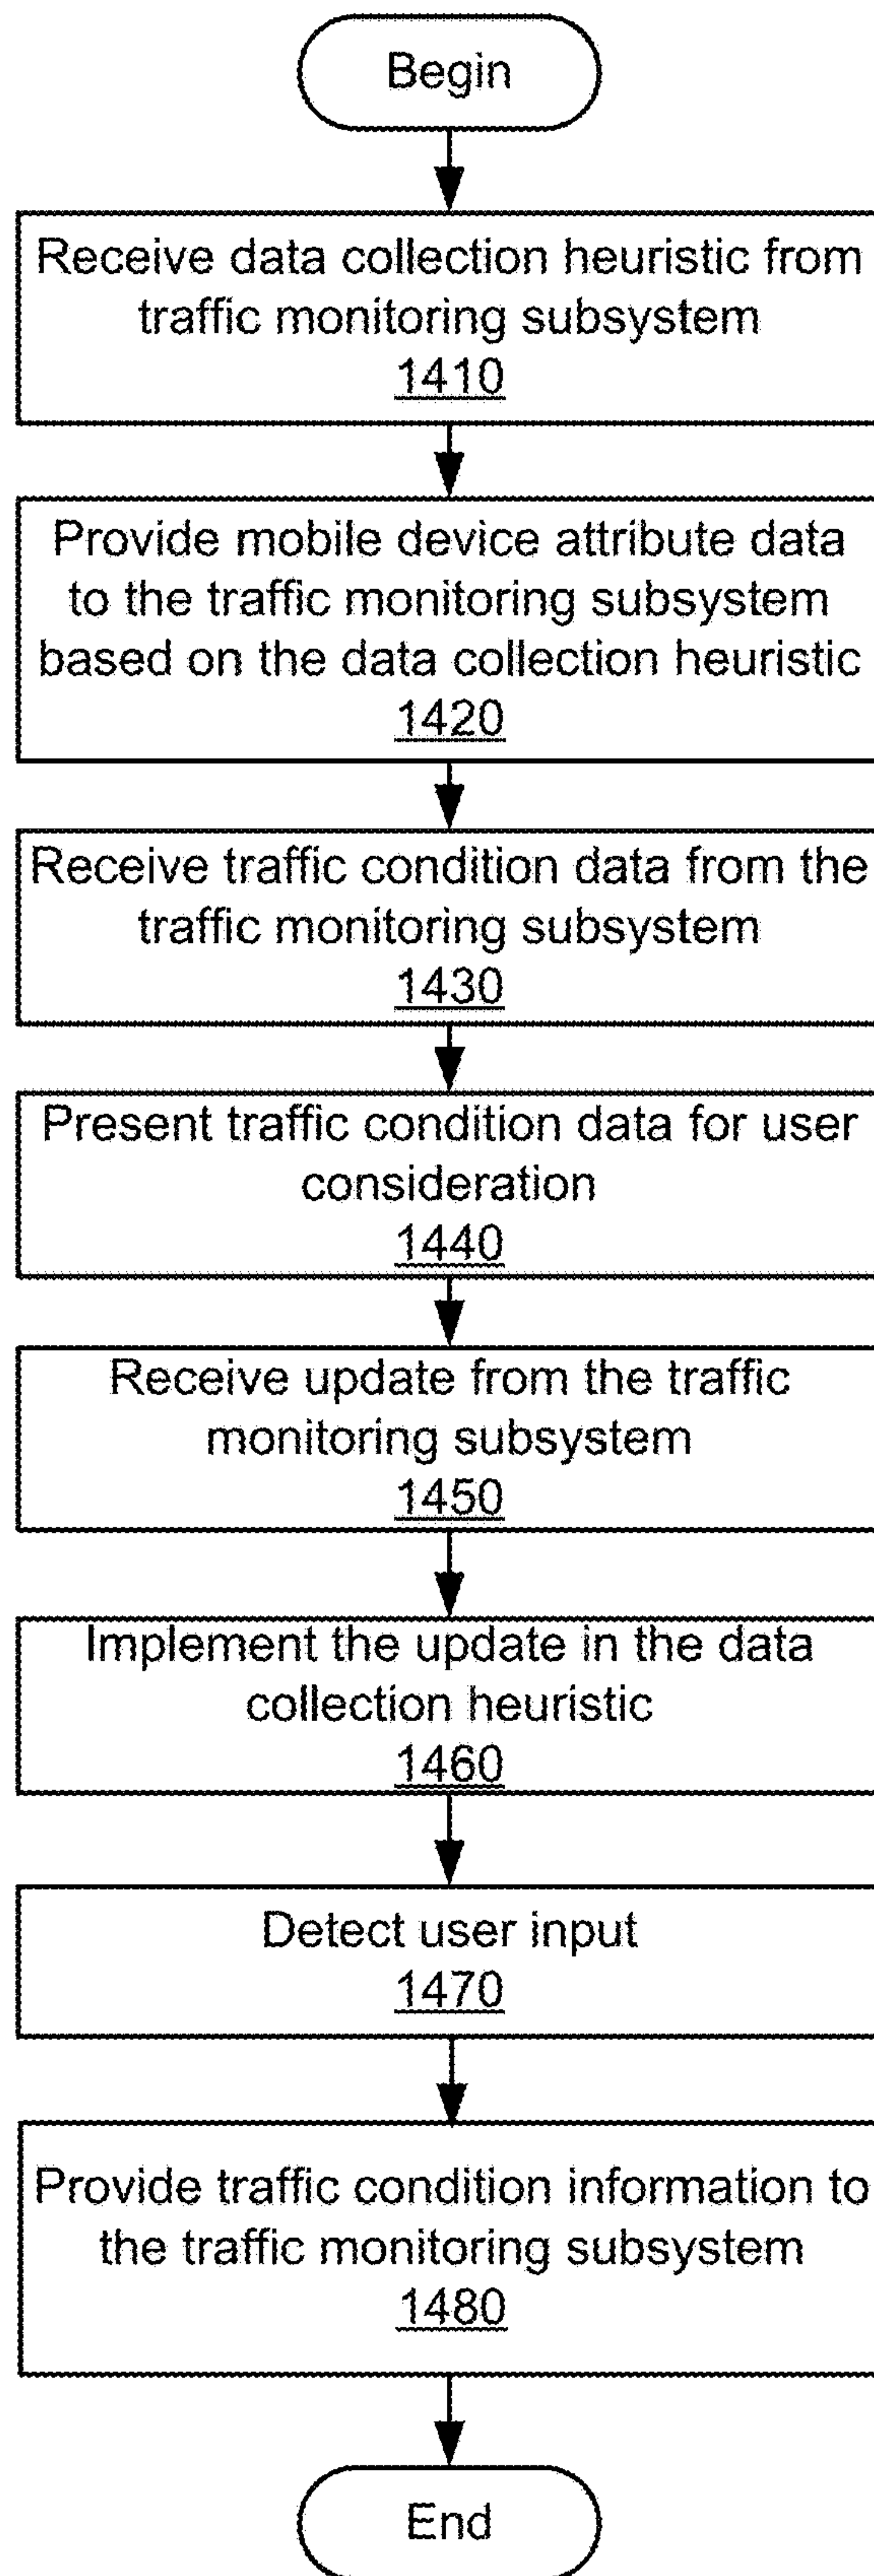 Begin
Receive data collection heuristic from
traffic monitoring subsystem
1410
Provide mobile device attribute data
to the traffic monitoring subsystem
based on the data collection heuristic
1420
Receive traffic condition data from the
traffic monitoring subsystem
1430
Present traffic condition data for user
consideration
1440
Receive update from the traffic
monitoring subsystem
1450
Implement the update in the data
collection heuristic
1460
Detect user input
1470
Provide traffic condition information to
the traffic monitoring subsystem
1480
End